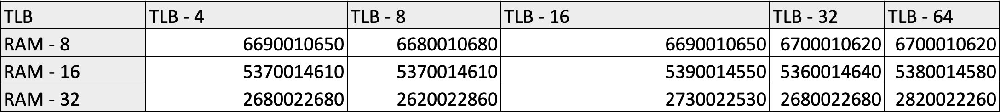 TLB TLB - 4 TLB - 8 TLB - 16 TLB - 32 TLB - 64
RAM - 8 6690010650 6680010680 6690010650 6700010620 6700010620
RAM - 16 5370014610 5370014610 5390014550 5360014640 5380014580
RAM - 32 2680022680 2620022860 2730022530 2680022680 2820022260